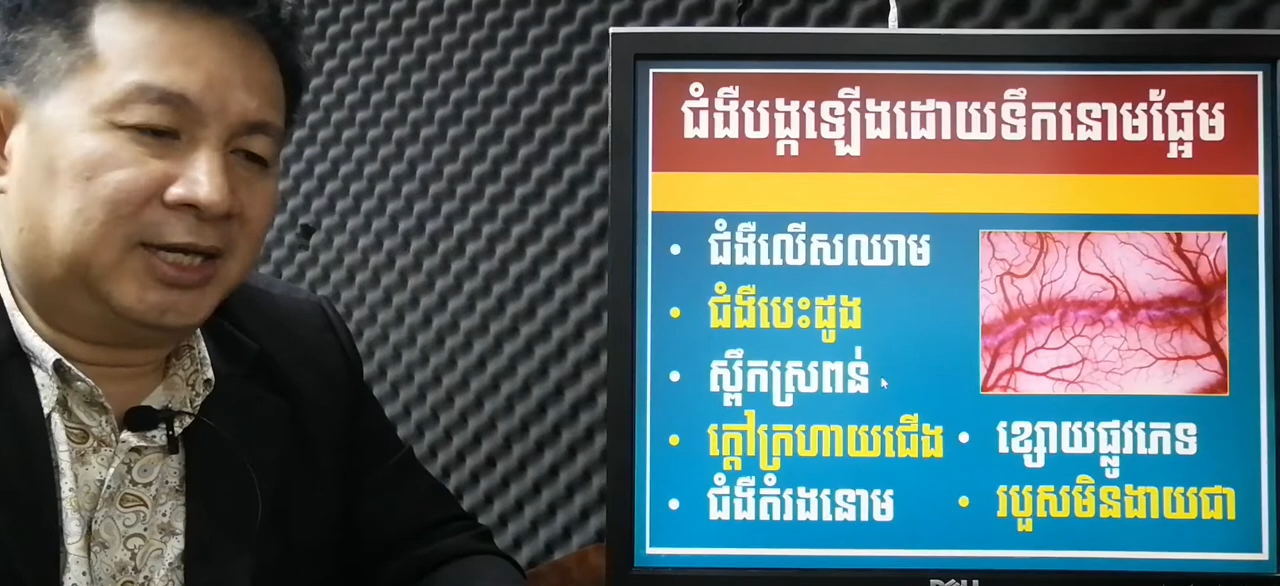 ជំងឺបង្កឡើងដោយទឹកនោមផ្អែម
• ជំងឺលើសឈាម
• ជំងឺបេះដូង
• ស្ពឹកស្រពន់
• ក្តៅក្រហាយជើង
• ជំងឺតំរងនោម
• ខ្សោយផ្លូវភេទ
• របួសមិនងាយជា